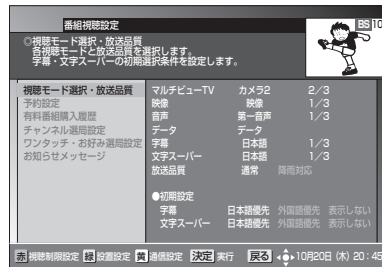 番組視聴設定
BS 10
◎視聴モード選択・放送品質
各視聴モードと放送品質を選択します。
字幕・文字スーパーの初期選択条件を設定します。
視聴モード選択・放送品質
予約設定
有料番組購入履歴
チャンネル選局設定
ワンタッチ・お好み選局設定
お知らせメッセージ
マルチビューTV カメラ2 2/3
映像 映像 1/3
音声 第一音声 1/3
データ データ
字幕 日本語 1/3
文字スーパー 日本語 1/3
放送品質 通常 降雨対応
●初期設定
字幕 日本語優先 外国語優先 表示しない
文字スーパー 日本語優先 外国語優先 表示しない
赤 視聴制限設定 緑 設置設定 黄 通信設定 決定 実行 戻る 10月20日 (木) 20:45